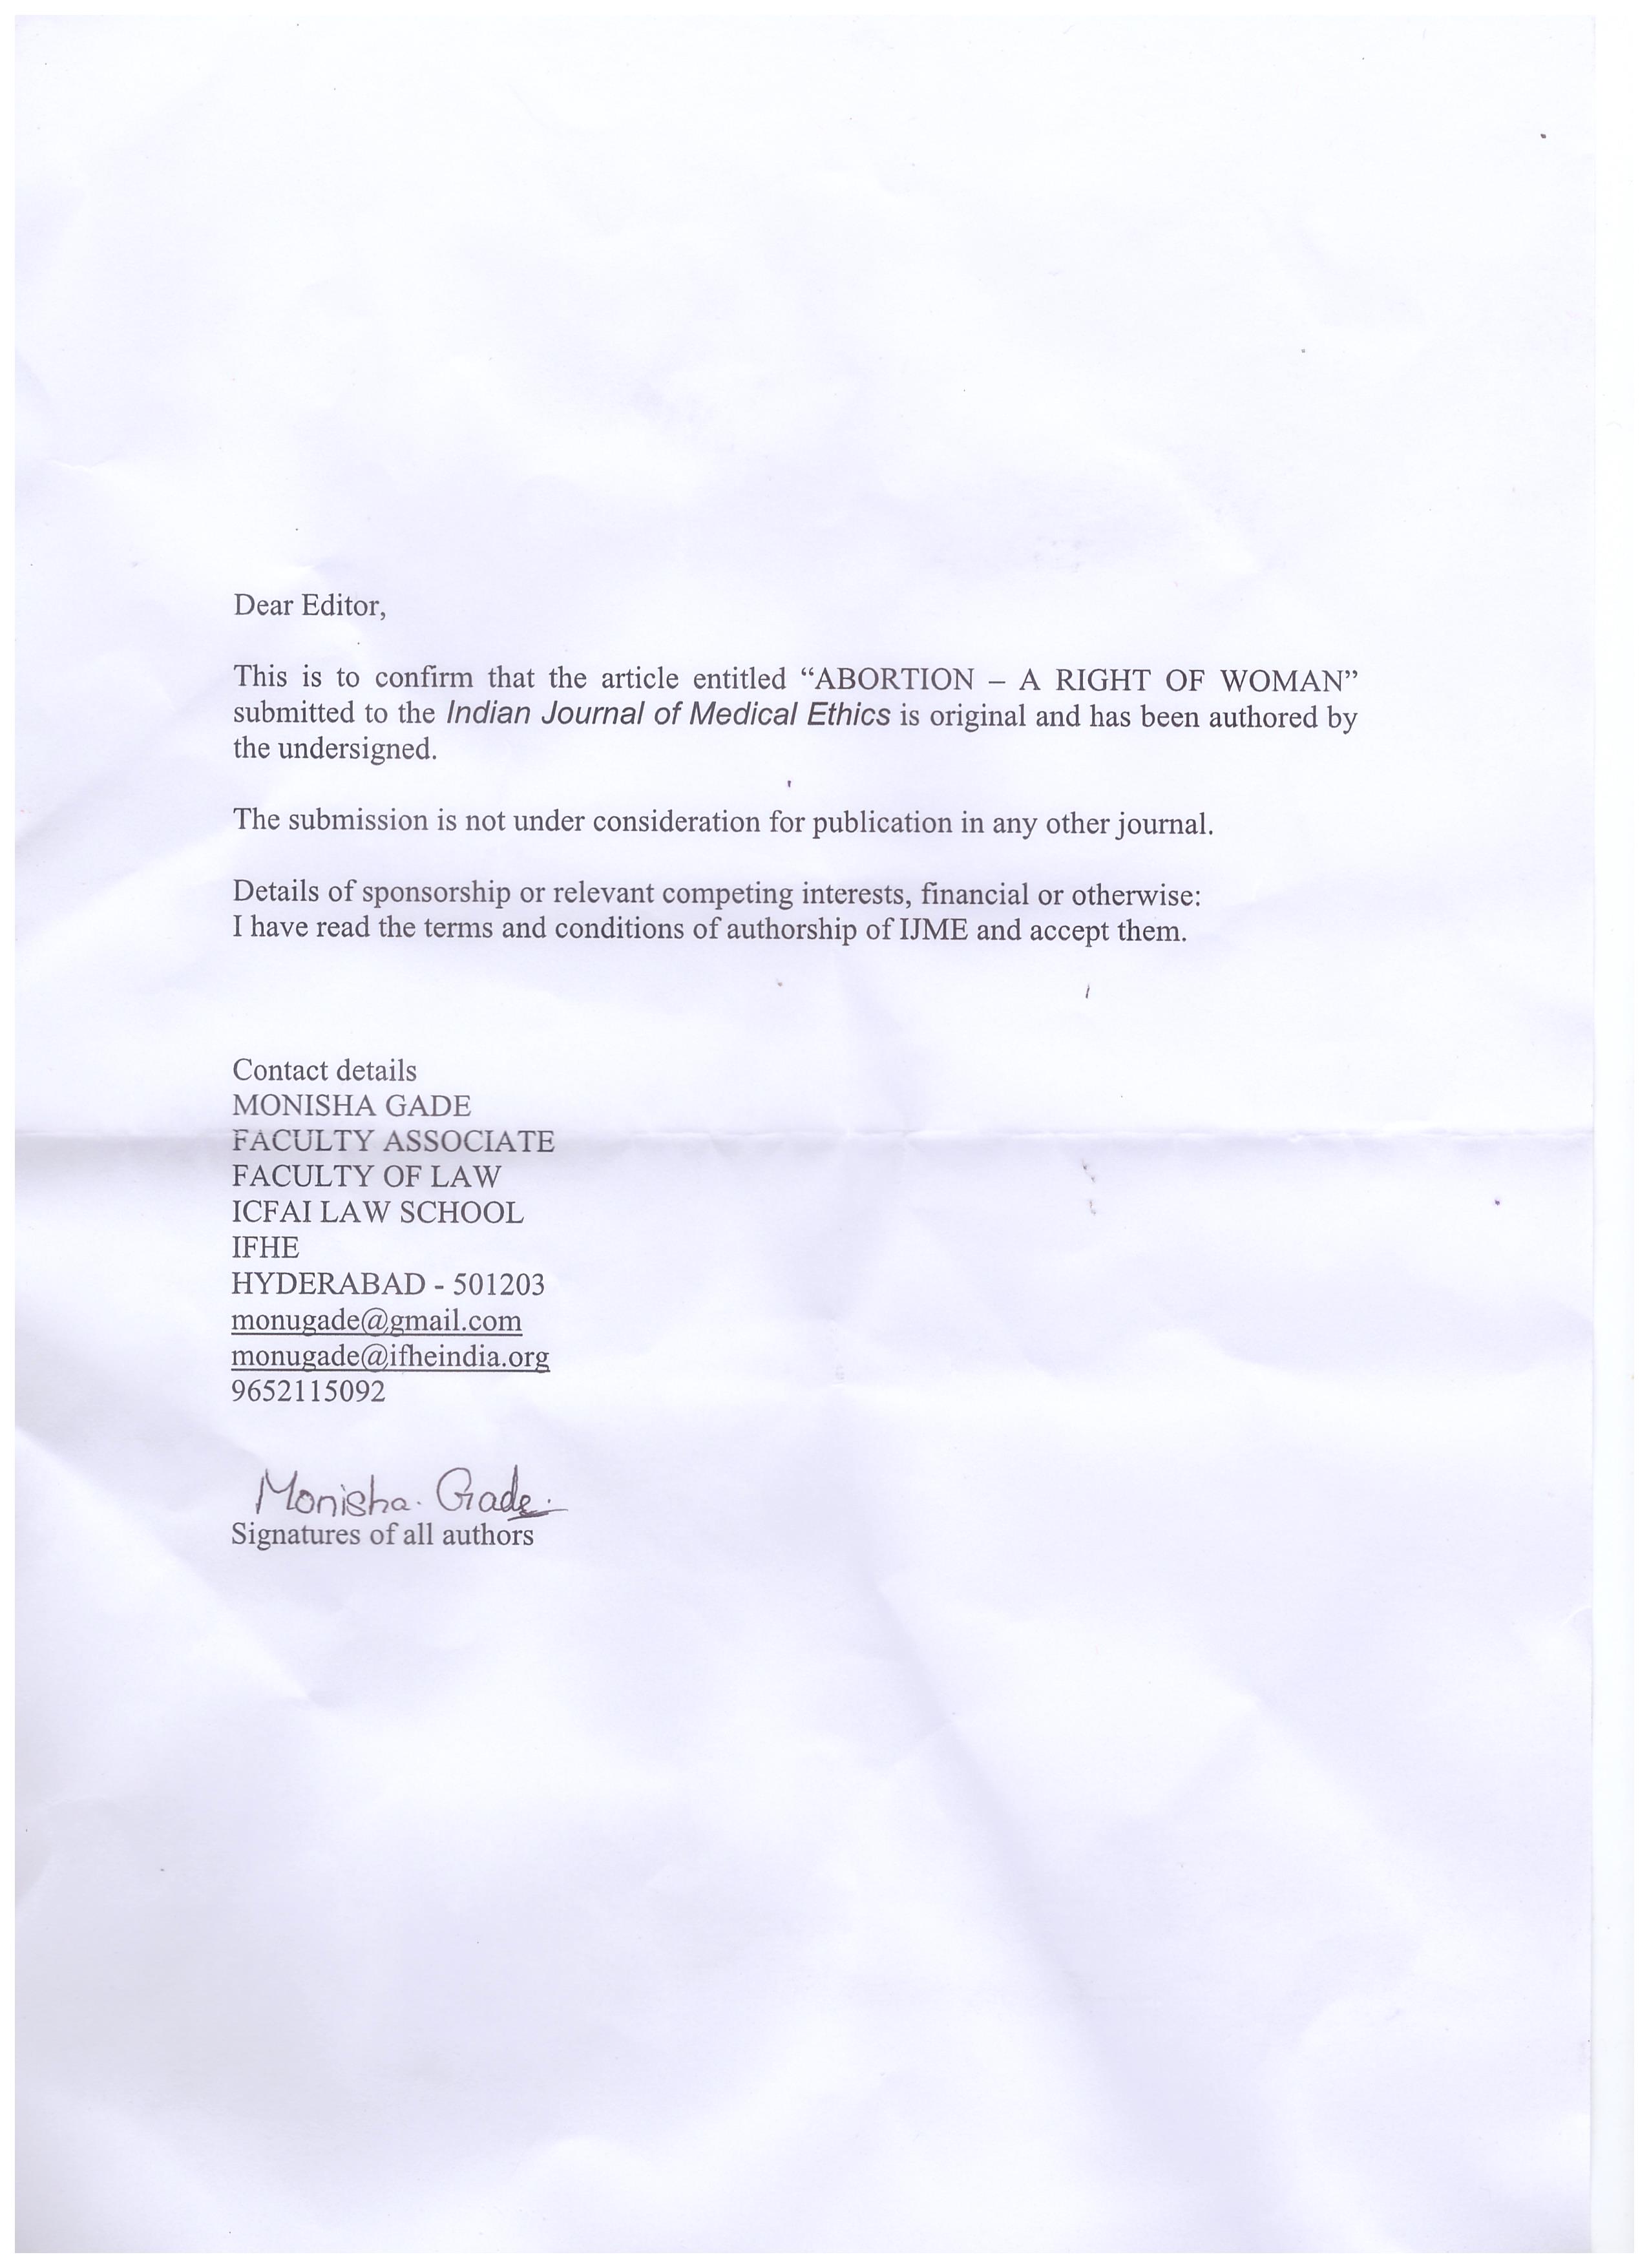 Dear Editor,
This is to confirm that the article entitled “ABORTION – A RIGHT OF WOMAN”
submitted to the Indian Journal of Medical Ethics is original and has been authored by
the undersigned.
The submission is not under consideration for publication in any other journal.
Details of sponsorship or relevant competing interests, financial or otherwise:
I have read the terms and conditions of authorship of IJME and accept them.
Contact details
MONISHA GADE
FACULTY ASSOCIATE
FACULTY OF LAW
ICFAI LAW SCHOOL
IFHE
HYDERABAD - 501203
monugade@gmail.com
monugade@ifheindia.org
9652115092
Monisha. Gade.
Signatures of all authors